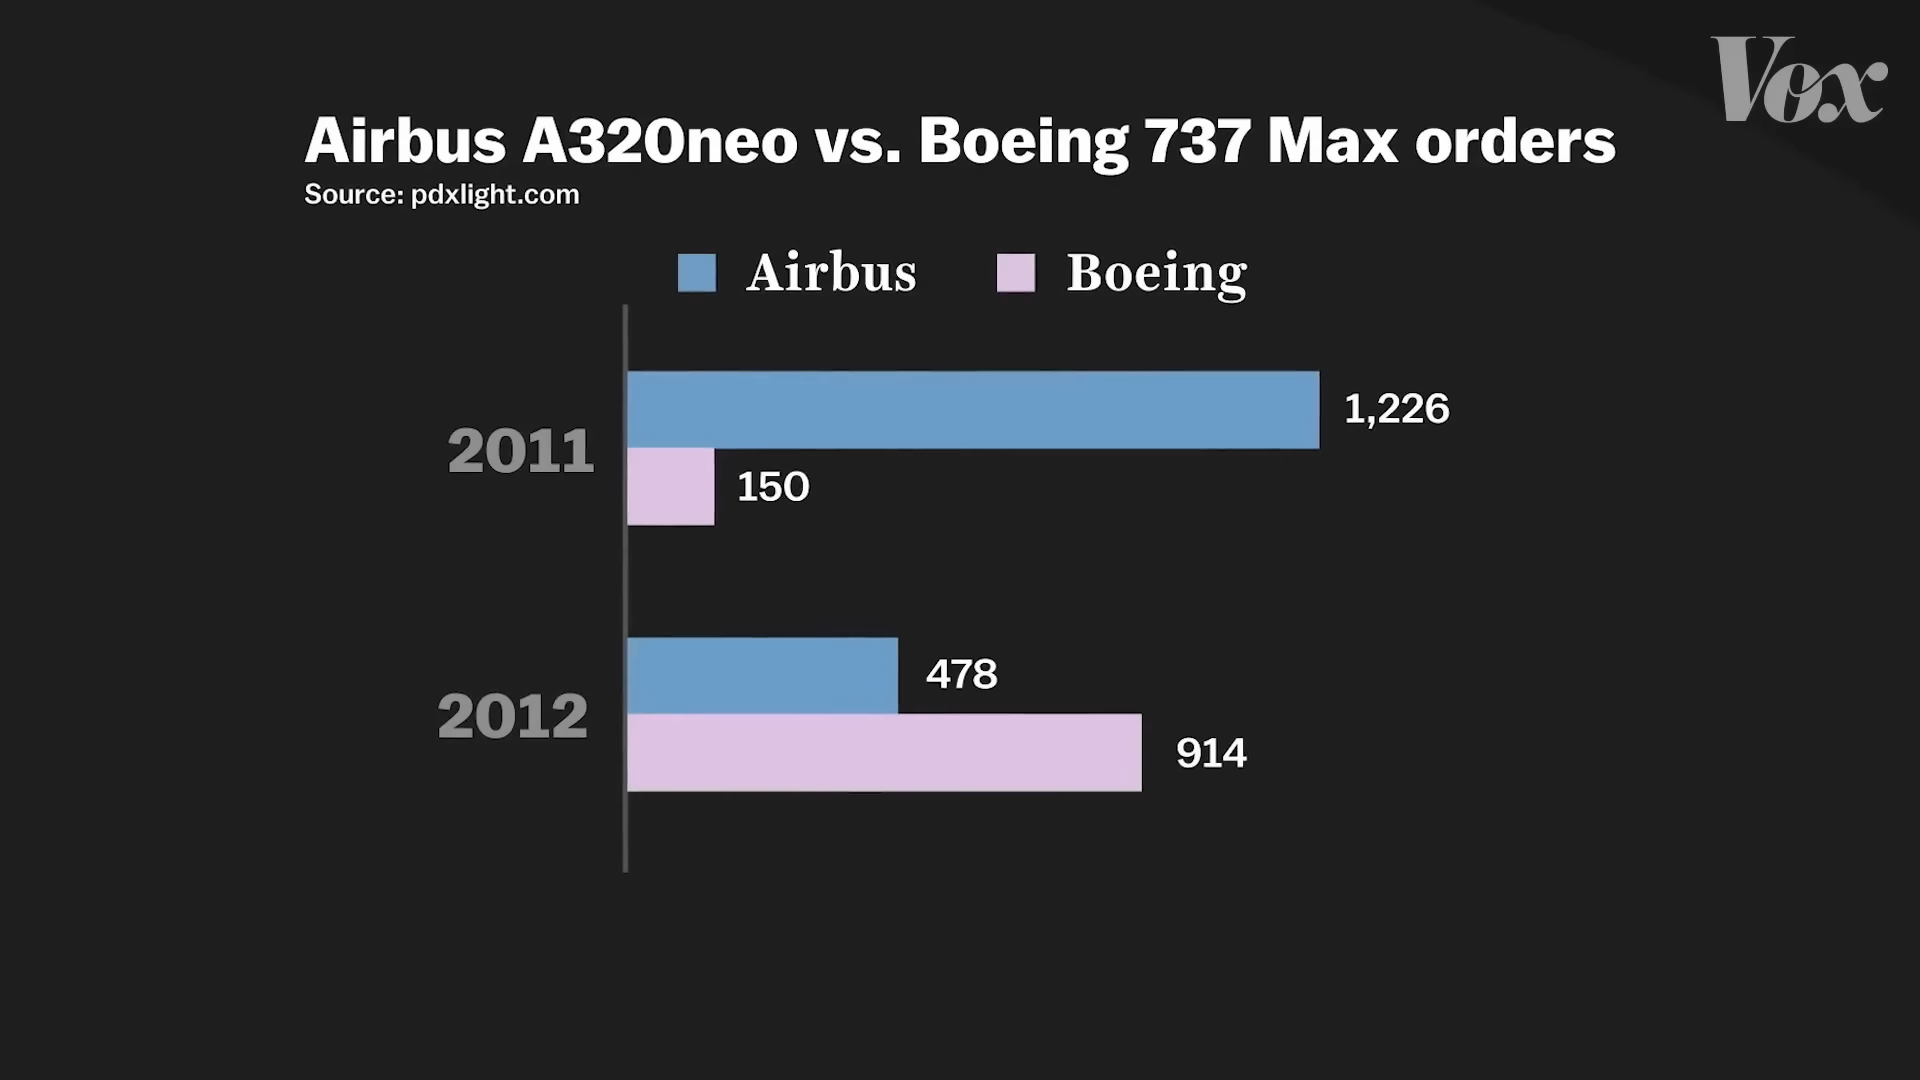 Vox
Airbus A320neo vs. Boeing 737 Max orders
Source: pdxlight.com
Airbus Boeing
1,226
2011
150
478
2012
914